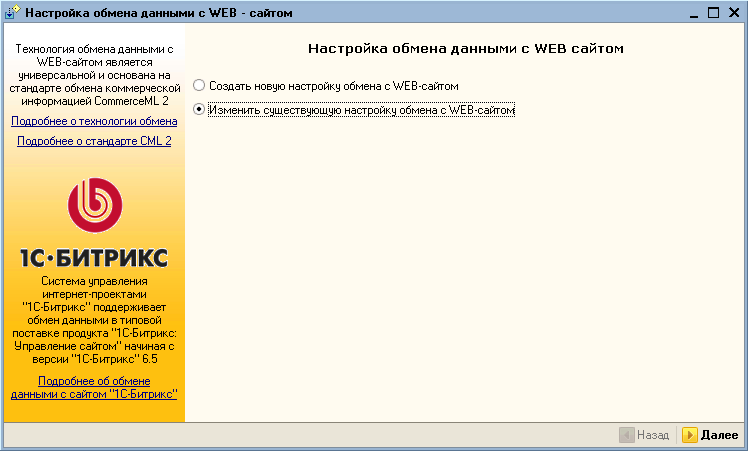 Настройка обмена данными с WEB - сайтом
Технология обмена данными с
WEB-сайтом является
универсальной и основана на
стандарте обмена коммерческой
информацией CommerceML 2
Подробнее о технологии обмена
Подробнее о стандарте CML 2
1С·БИТРИКС
Система управления
интернет-проектами
"1С-Битрикс" поддерживает
обмен данными в типовой
поставке продукта "1С-Битрикс:
Управление сайтом" начиная с
версии "1С-Битрикс" 6.5
Подробнее об обмене
данными с сайтом "1С-Битрикс"
Настройка обмена данными с WEB сайтом
Создать новую настройку обмена с WEB-сайтом
Изменить существующую настройку обмена с WEB-сайтом
Назад
Далее